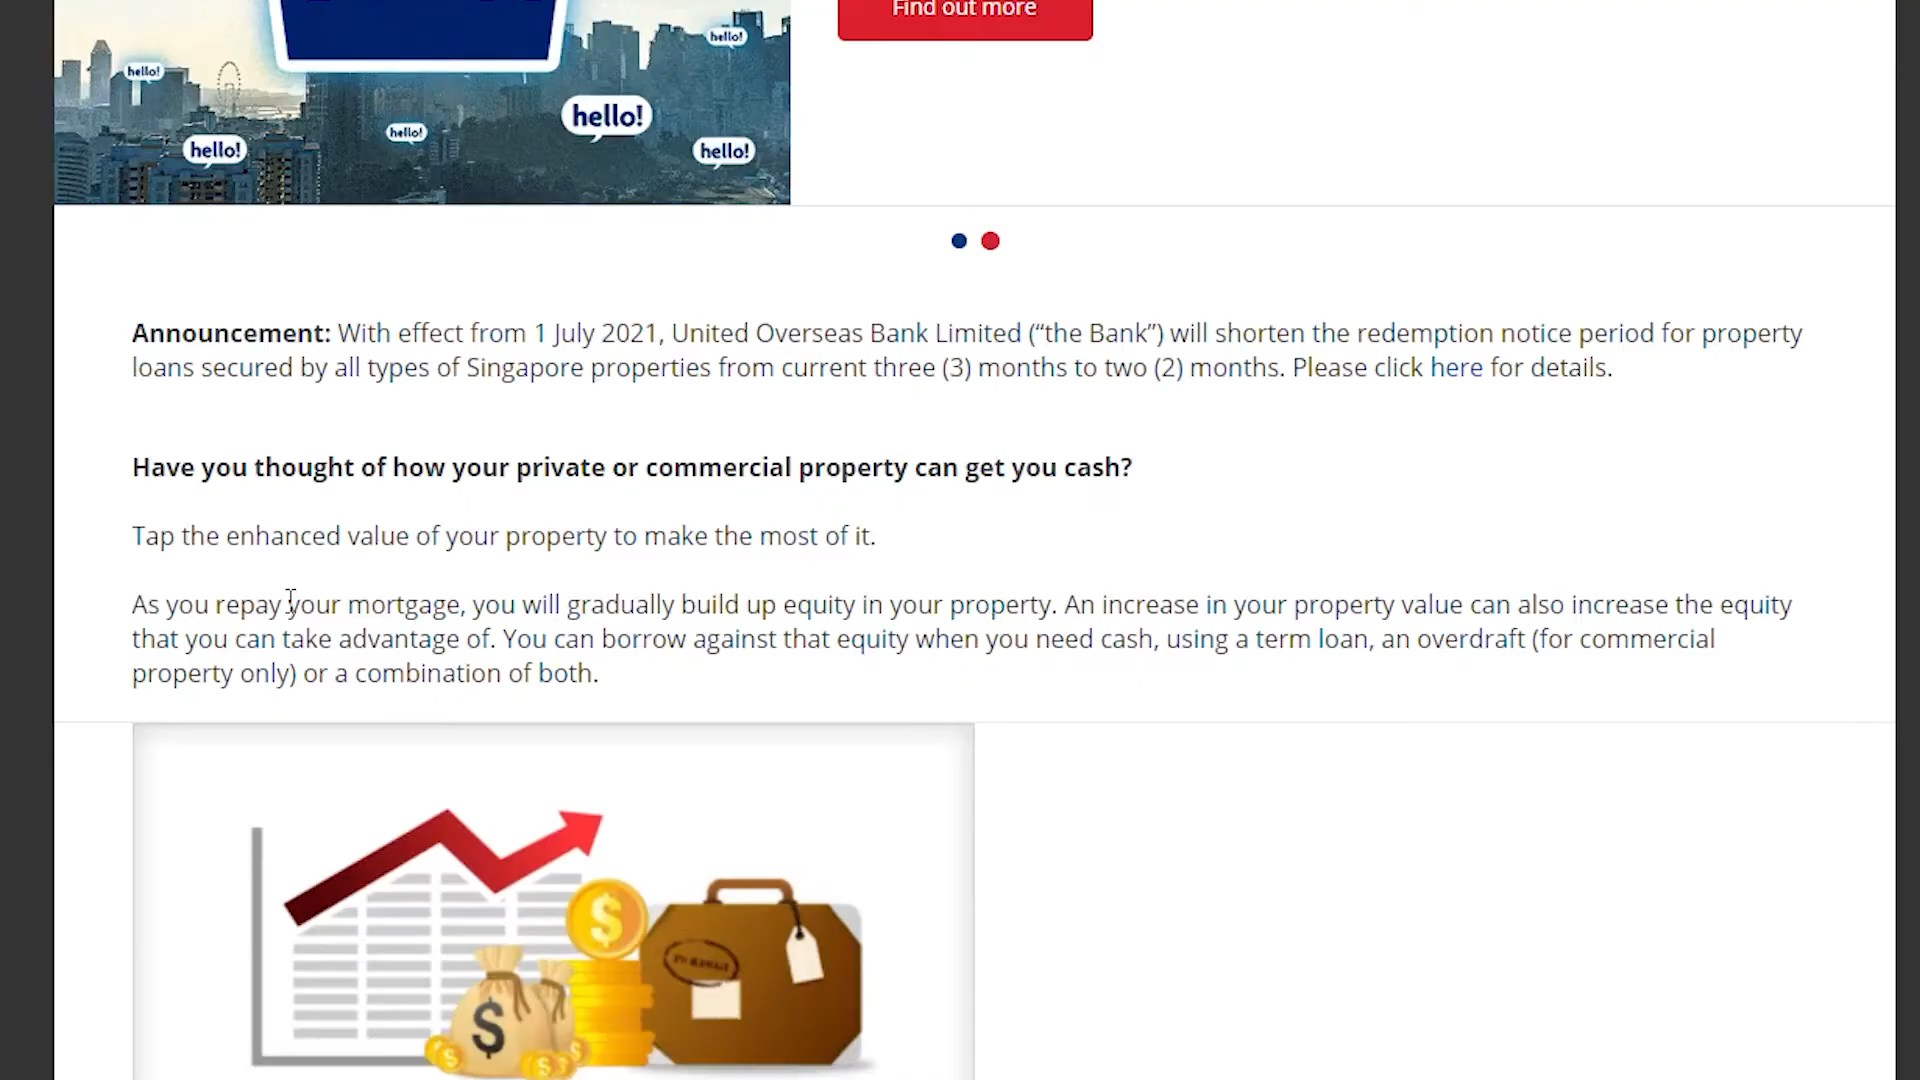 Find out more
hello!
hello!
hello!
hello!
hello!
hello!
Announcement: With effect from 1 July 2021, United Overseas Bank Limited (“the Bank”) will shorten the redemption notice period for property
loans secured by all types of Singapore properties from current three (3) months to two (2) months. Please click here for details.
Have you thought of how your private or commercial property can get you cash?
Tap the enhanced value of your property to make the most of it.
As you repay your mortgage, you will gradually build up equity in your property. An increase in your property value can also increase the equity
that you can take advantage of. You can borrow against that equity when you need cash, using a term loan, an overdraft (for commercial
property only) or a combination of both.
$
$
$
$
$